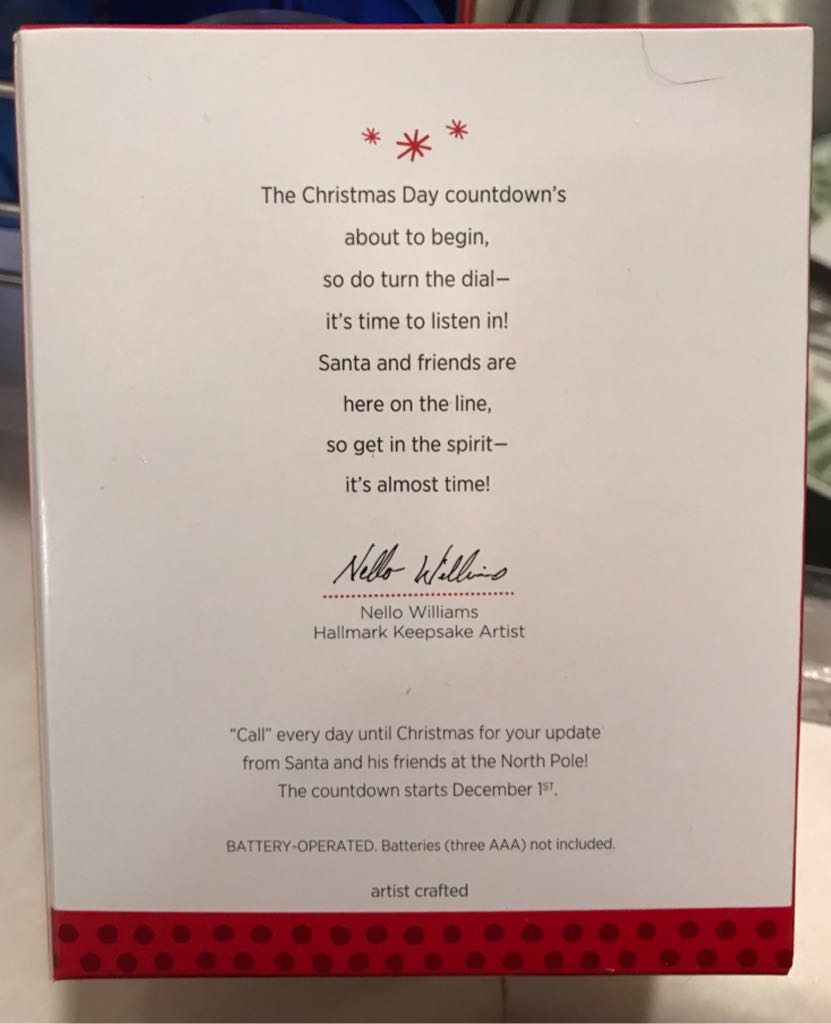 The Christmas Day countdown's
about to begin,
so do turn the dial—
it's time to listen in!
Santa and friends are
here on the line,
so get in the spirit—
it's almost time!
Nello Williams
Nello Williams
Hallmark Keepsake Artist
"Call" every day until Christmas for your update
from Santa and his friends at the North Pole!
The countdown starts December 1ST.
BATTERY-OPERATED. Batteries (three AAA) not included.
artist crafted